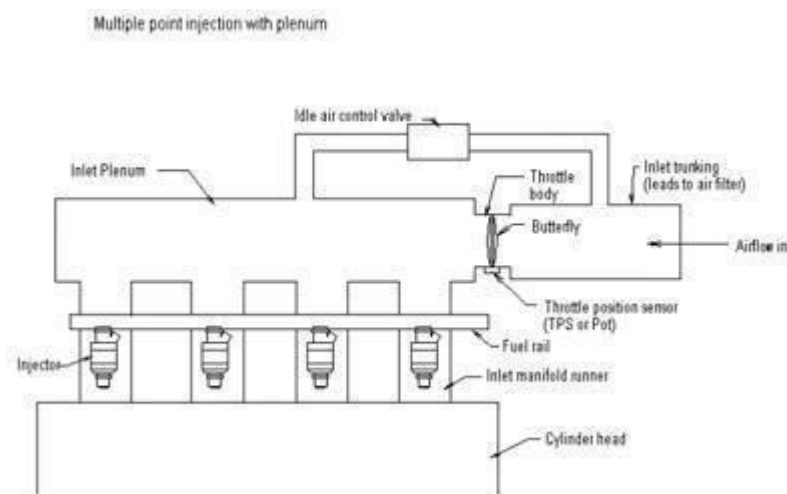 Multiple point injection with plenum
Idle air control valve
Inlet Plenum
Throttle
body
Inlet trunking
(leads to air filter)
Butterfly
Airflow in
Throttle position sensor
(TPS or Pot)
Fuel rail
Injector
Inlet manifold runner
Cylinder head